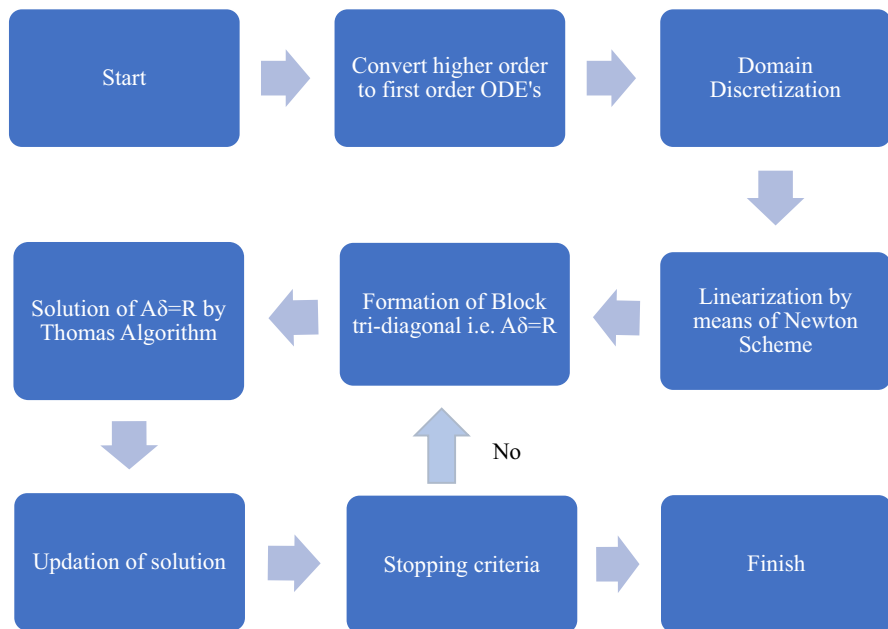 Start
Convert higher order
to first order ODE's
Domain
Discretization
Linearization by
means of Newton
Scheme
Formation of Block
tri-diagonal i.e. Aδ=R
Solution of Aδ=R by
Thomas Algorithm
Updation of solution
Stopping criteria
No
Finish